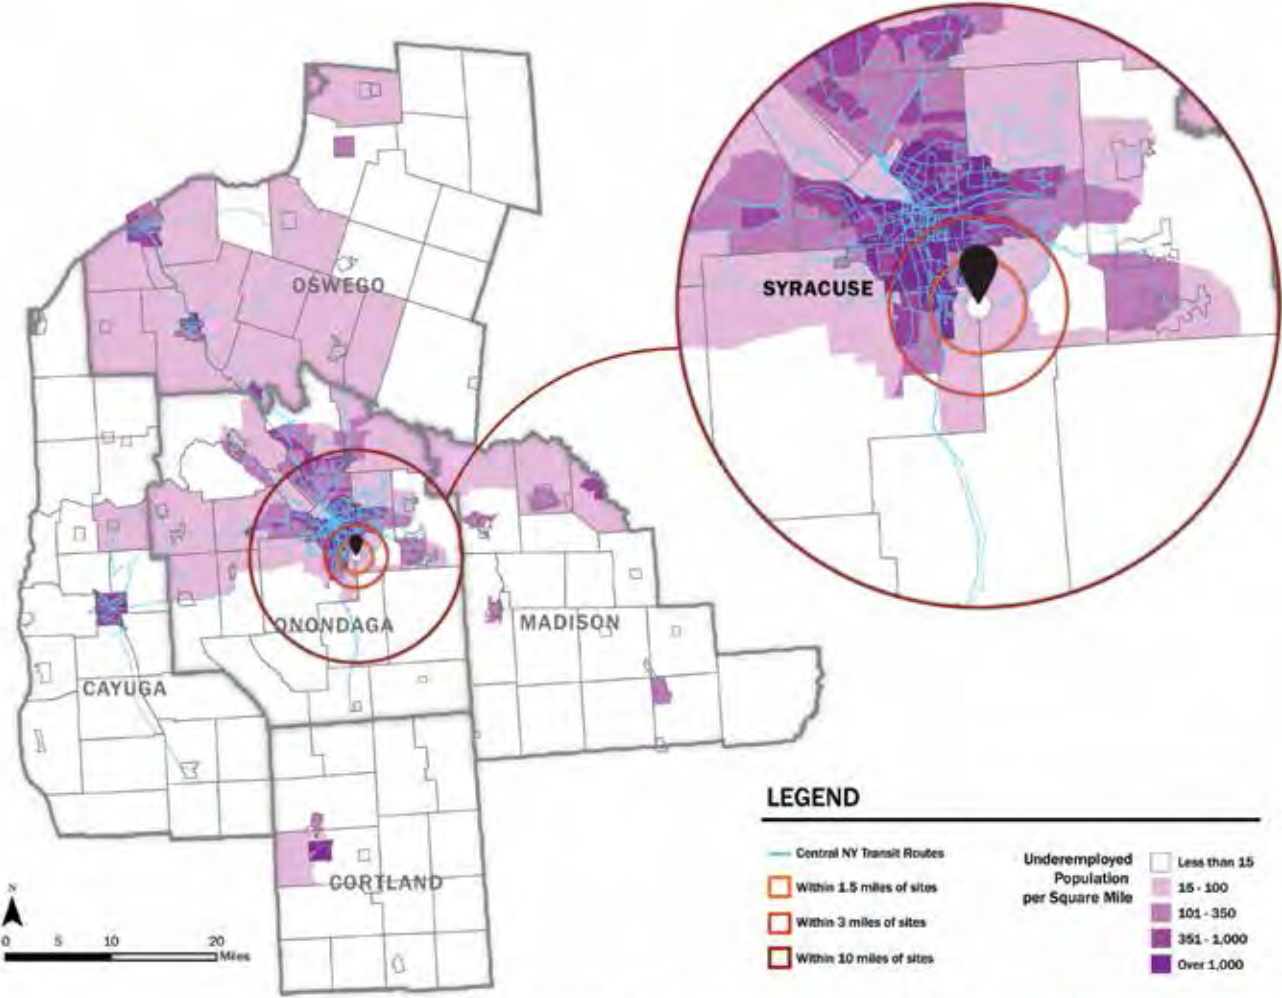 OSWEGO
SYRACUSE
ONONDAGA
MADISON
CAYUGA
CORTLAND
N
0 5 10 20
Miles
LEGEND
Central NY Transit Routes
Within 1.5 miles of sites
Within 3 miles of sites
Within 10 miles of sites
Underemployed
Population
per Square Mile
Less than 15
15 - 100
101 - 350
351 - 1,000
Over 1,000